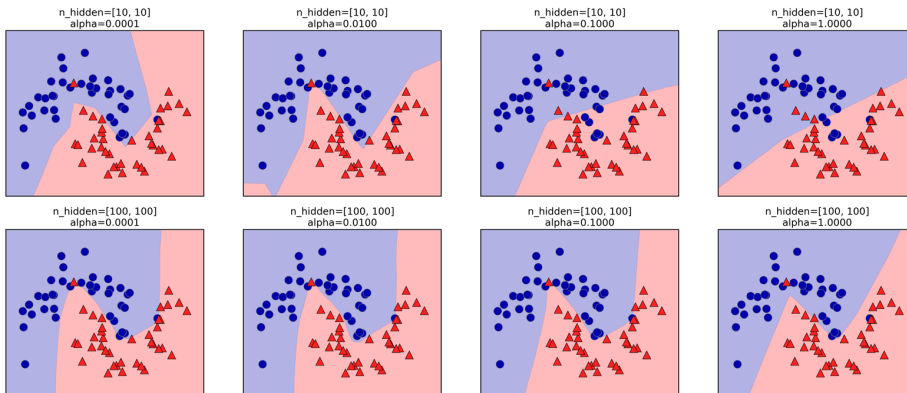 n_hidden=[10, 10]
alpha=0.0001
n_hidden=[10, 10]
alpha=0.0100
n_hidden=[10, 10]
alpha=0.1000
n_hidden=[10, 10]
alpha=1.0000
n_hidden=[100, 100]
alpha=0.0001
n_hidden=[100, 100]
alpha=0.0100
n_hidden=[100, 100]
alpha=0.1000
n_hidden=[100, 100]
alpha=1.0000